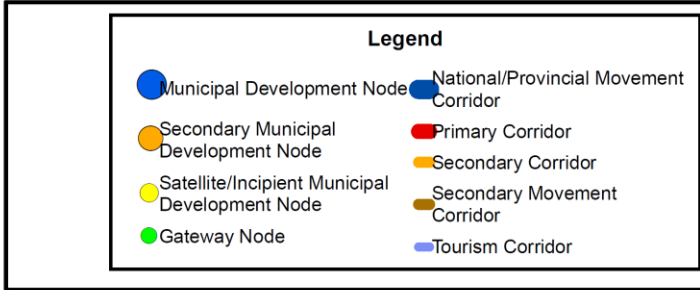 Legend
Municipal Development Node
Secondary Municipal
Development Node
Satellite/Incipient Municipal
Development Node
Gateway Node
National/Provincial Movement
Corridor
Primary Corridor
Secondary Corridor
Secondary Movement
Corridor
Tourism Corridor